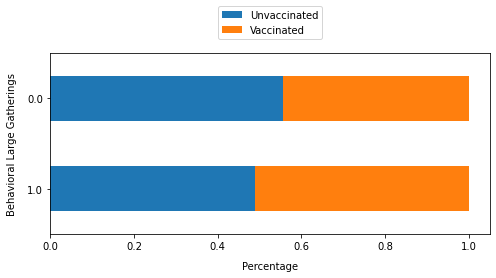 Unvaccinated
Vaccinated
Behavioral Large Gatherings
0.0
1.0
0.0 0.2 0.4 0.6 0.8 1.0
Percentage